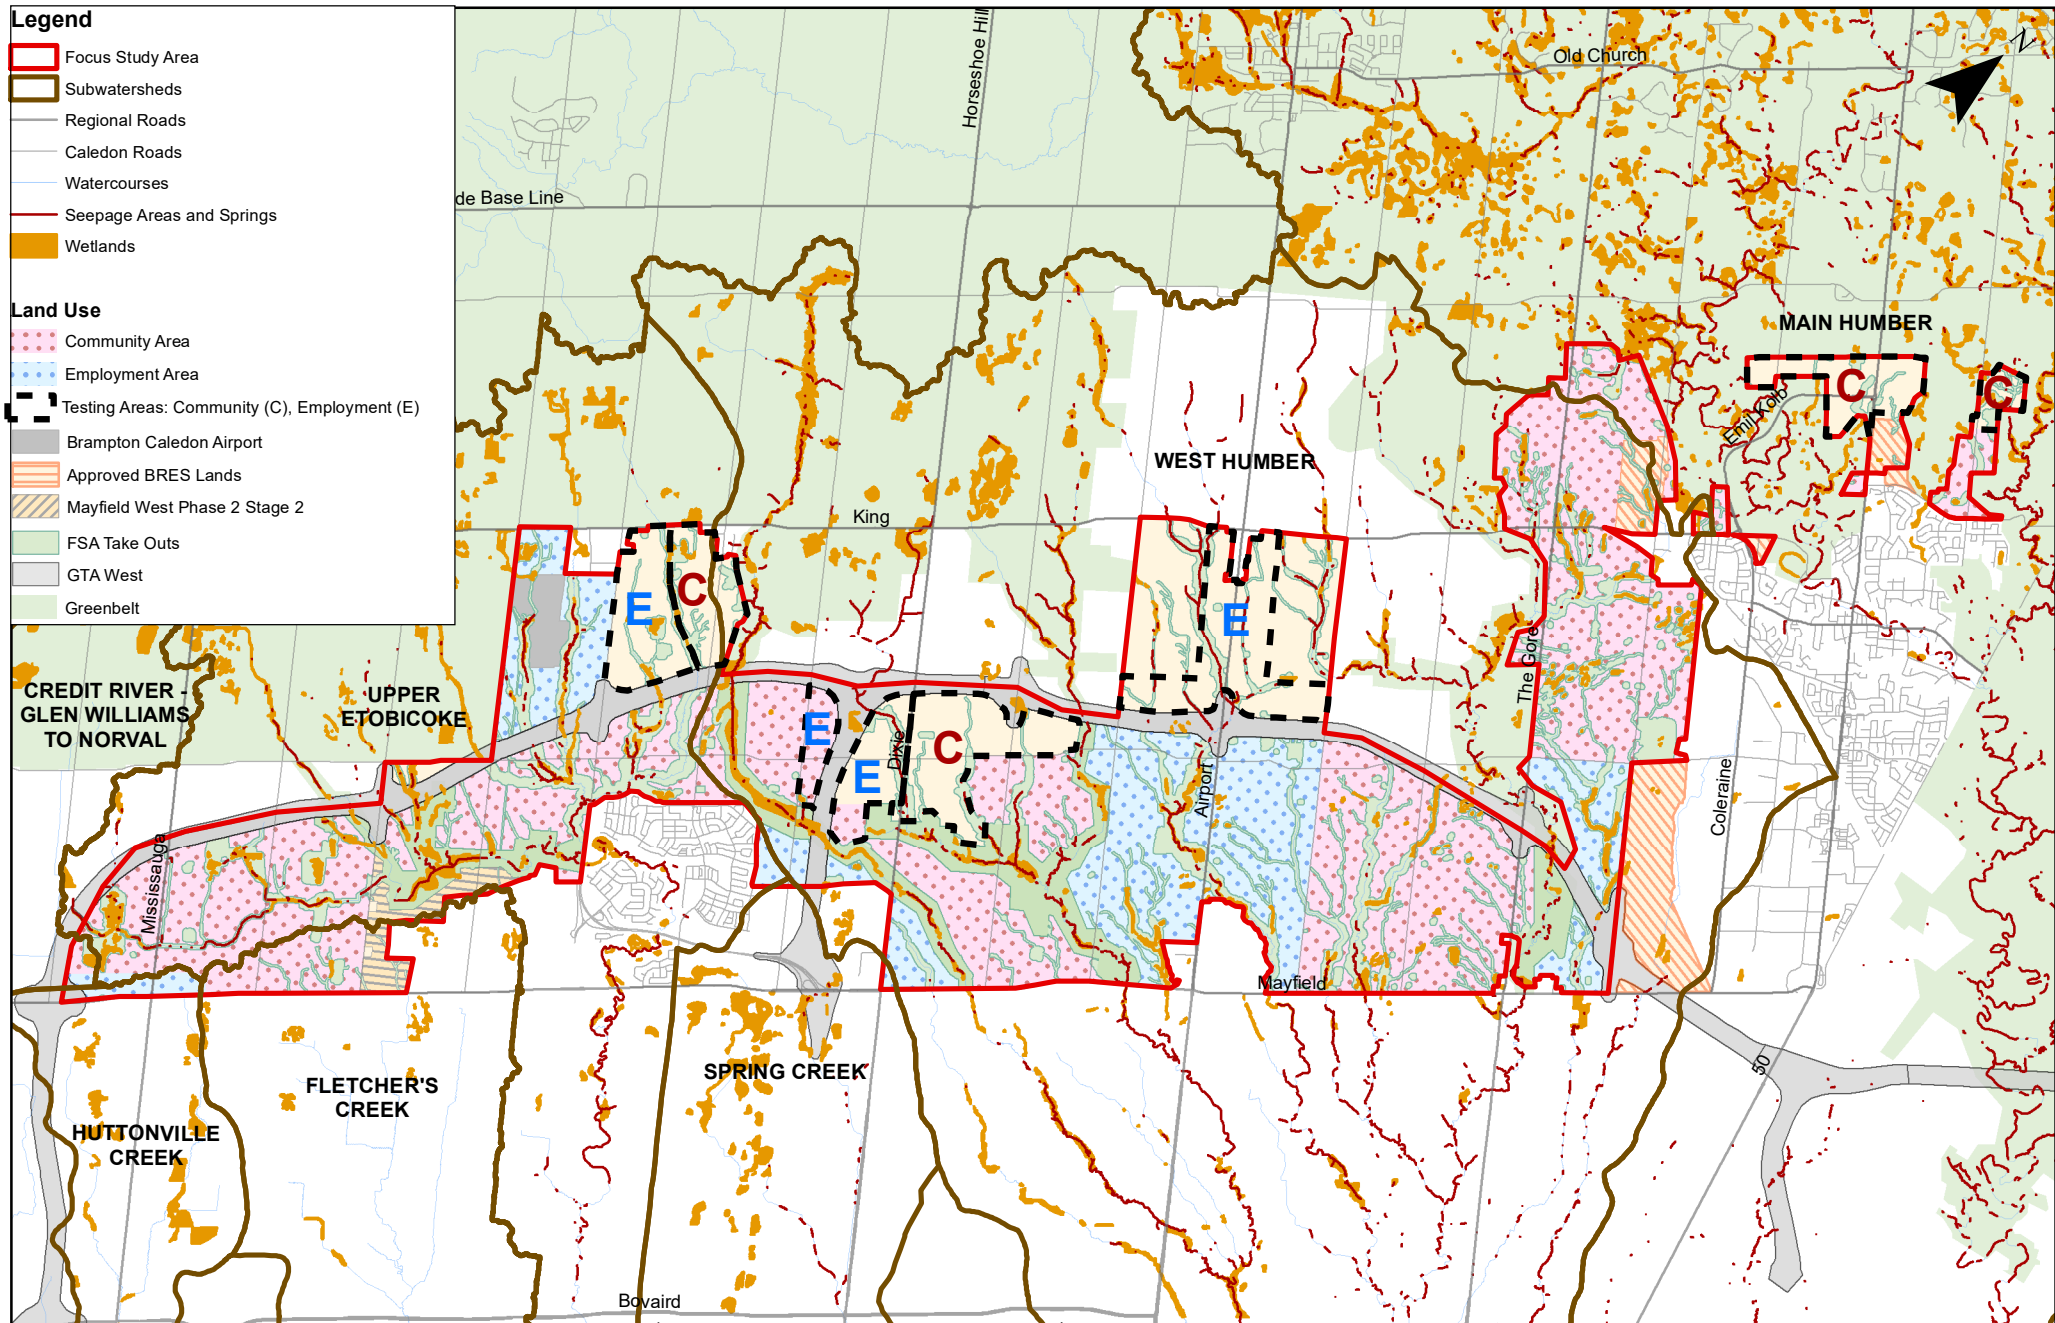 Legend
Focus Study Area
Subwatersheds
Regional Roads
Caledon Roads
Watercourses
Seepage Areas and Springs
Wetlands
Land Use
Community Area
Employment Area
Testing Areas: Community (C), Employment (E)
Brampton Caledon Airport
Approved BRES Lands
Mayfield West Phase 2 Stage 2
FSA Take Outs
GTA West
Greenbelt
Horseshoe Hill
Old Church
N
de Base Line
MAIN HUMBER
C
C
Emil Kolb
WEST HUMBER
King
E
C
E
The Gore
CREDIT RIVER -
GLEN WILLIAMS
TO NORVAL
UPPER
ETOBICOKE
E
E
Dixie
C
Airport
Coleraine
Mississauga
Mayfield
50
SPRING CREEK
FLETCHER'S
CREEK
HUTTONVILLE
CREEK
Bovaird